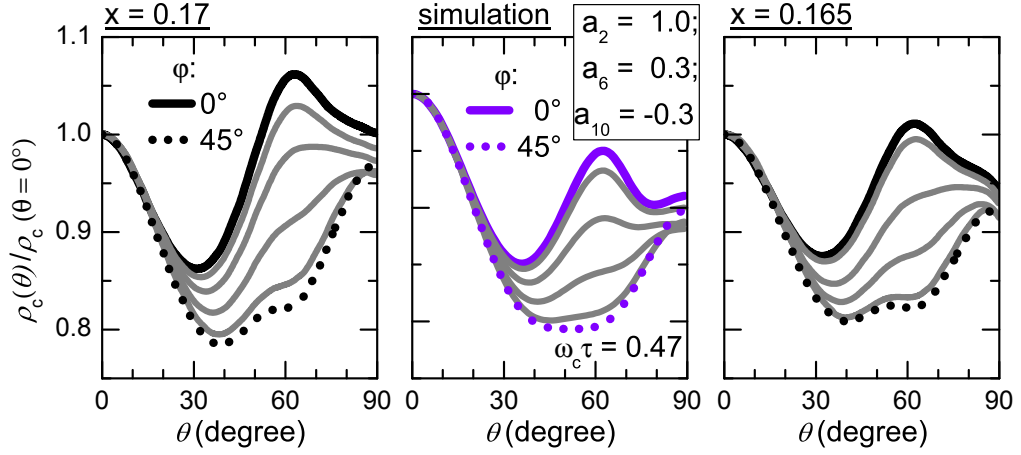 x = 0.17
simulation
x = 0.165
a2 = 1.0;
a6 = 0.3;
a10 = -0.3
φ:
0°
45°
φ:
0°
45°
ωcτ = 0.47
1.1
1.0
0.9
0.8
ρc(θ)/ρc (θ = 0°)
0 30 60 90
0 30 60 90
0 30 60 90
θ (degree)
θ (degree)
θ (degree)